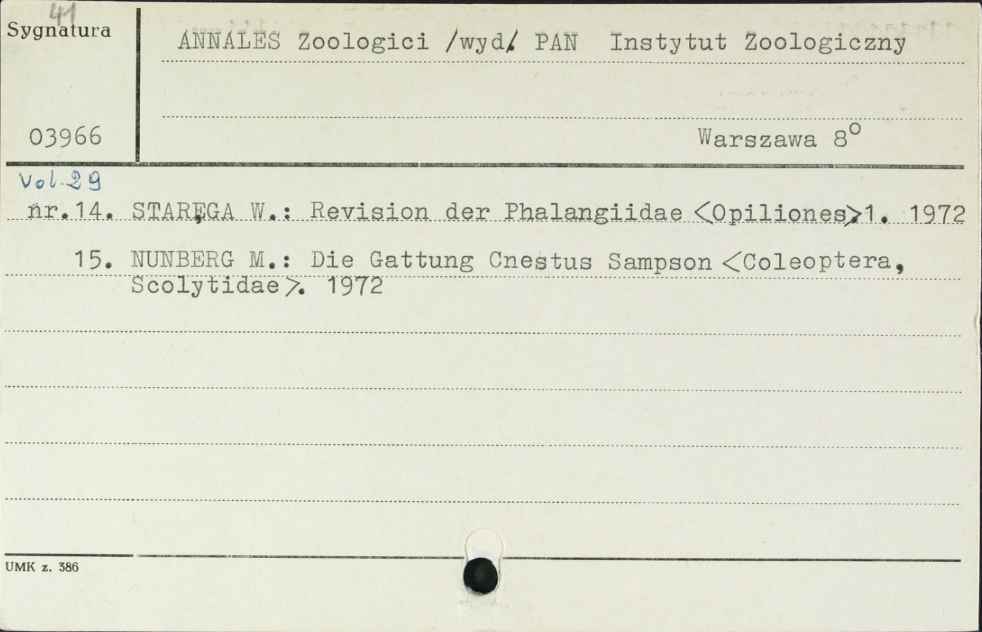 41
Sygnatura
ANNALES Zoologici /wyd/ PAN Instytut Zoologiczny
03966
Warszawa 8°
Vol. 29
nr.14. STARĘGA W.: Revision der Phalangiidae <Opiliones>.1. 1972
15. NUNBERG M.: Die Gattung Cnestus Sampson <Coleoptera,
Scolytidae>. 1972
UMK z. 386